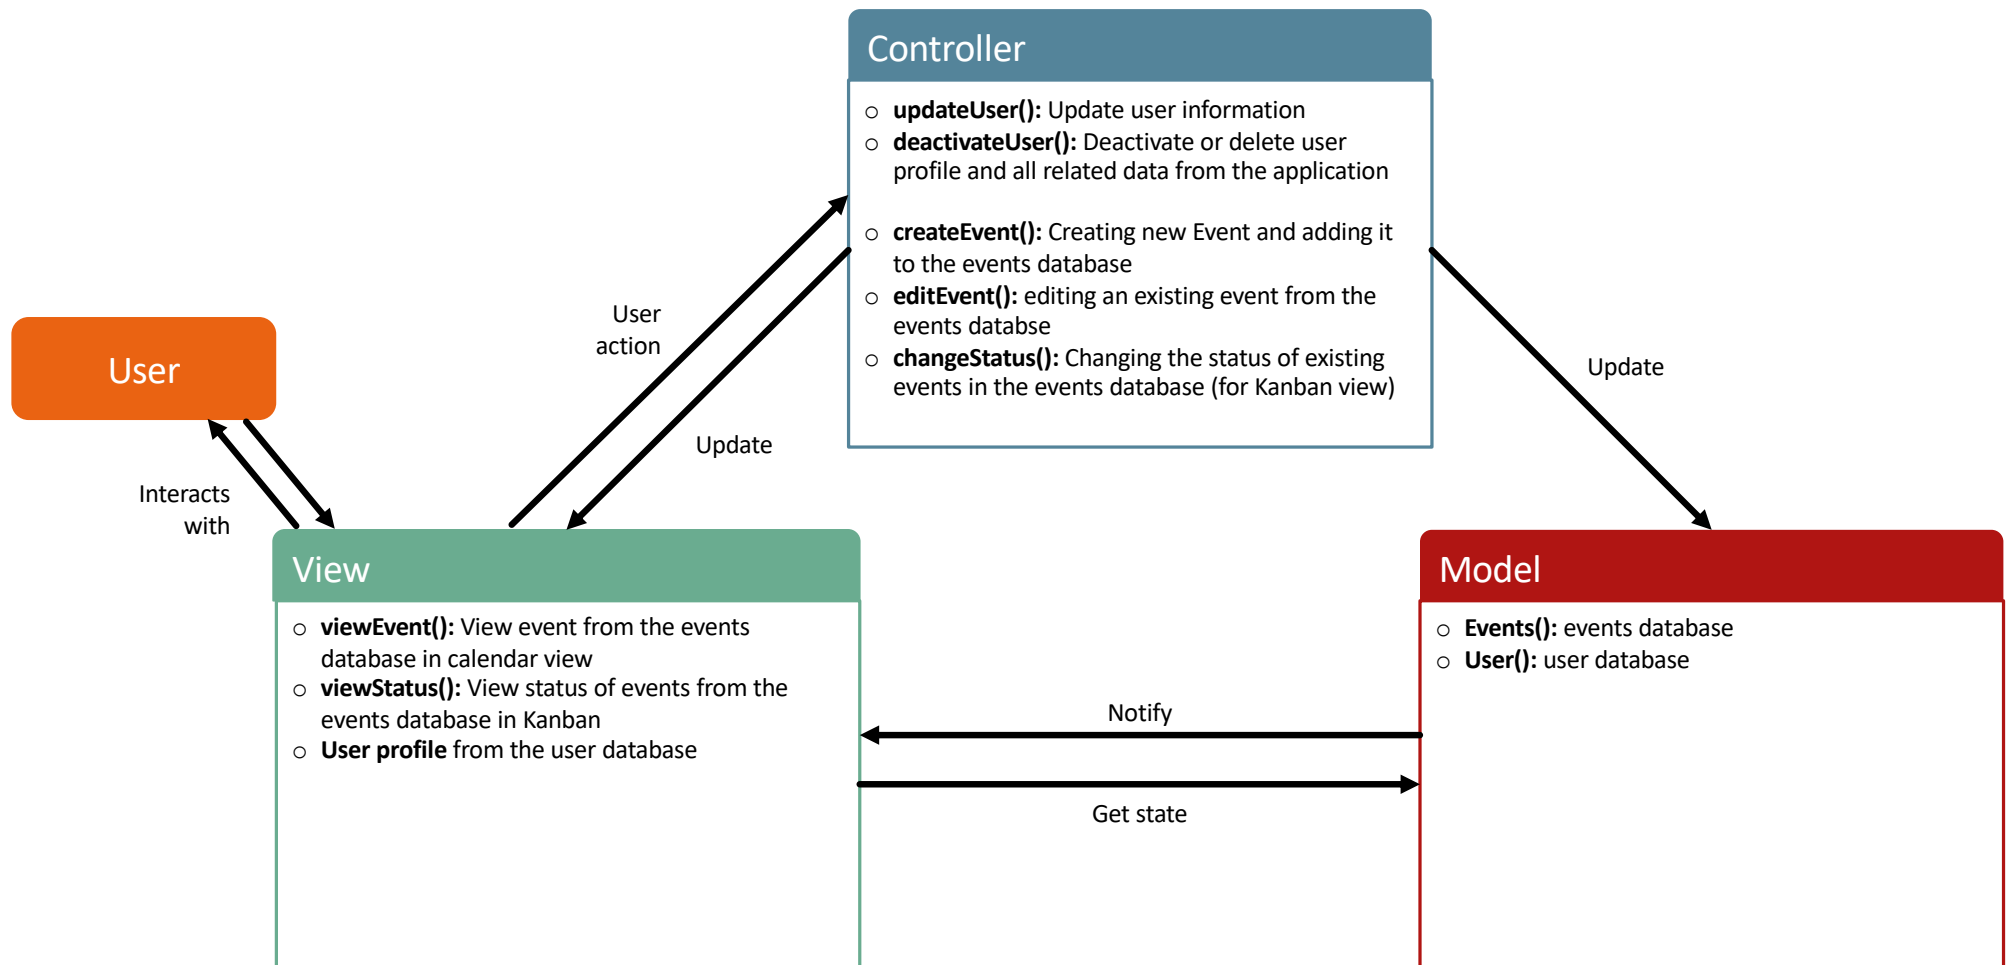 Controller
○ updateUser(): Update user information
○ deactivateUser(): Deactivate or delete user
profile and all related data from the application
○ createEvent(): Creating new Event and adding it
to the events database
○ editEvent(): editing an existing event from the
events databse
○ changeStatus(): Changing the status of existing
events in the events database (for Kanban view)
User
action
Update
Update
User
Interacts
with
View
○ viewEvent(): View event from the events
database in calendar view
○ viewStatus(): View status of events from the
events database in Kanban
○ User profile from the user database
Notify
Get state
Model
○ Events(): events database
○ User(): user database